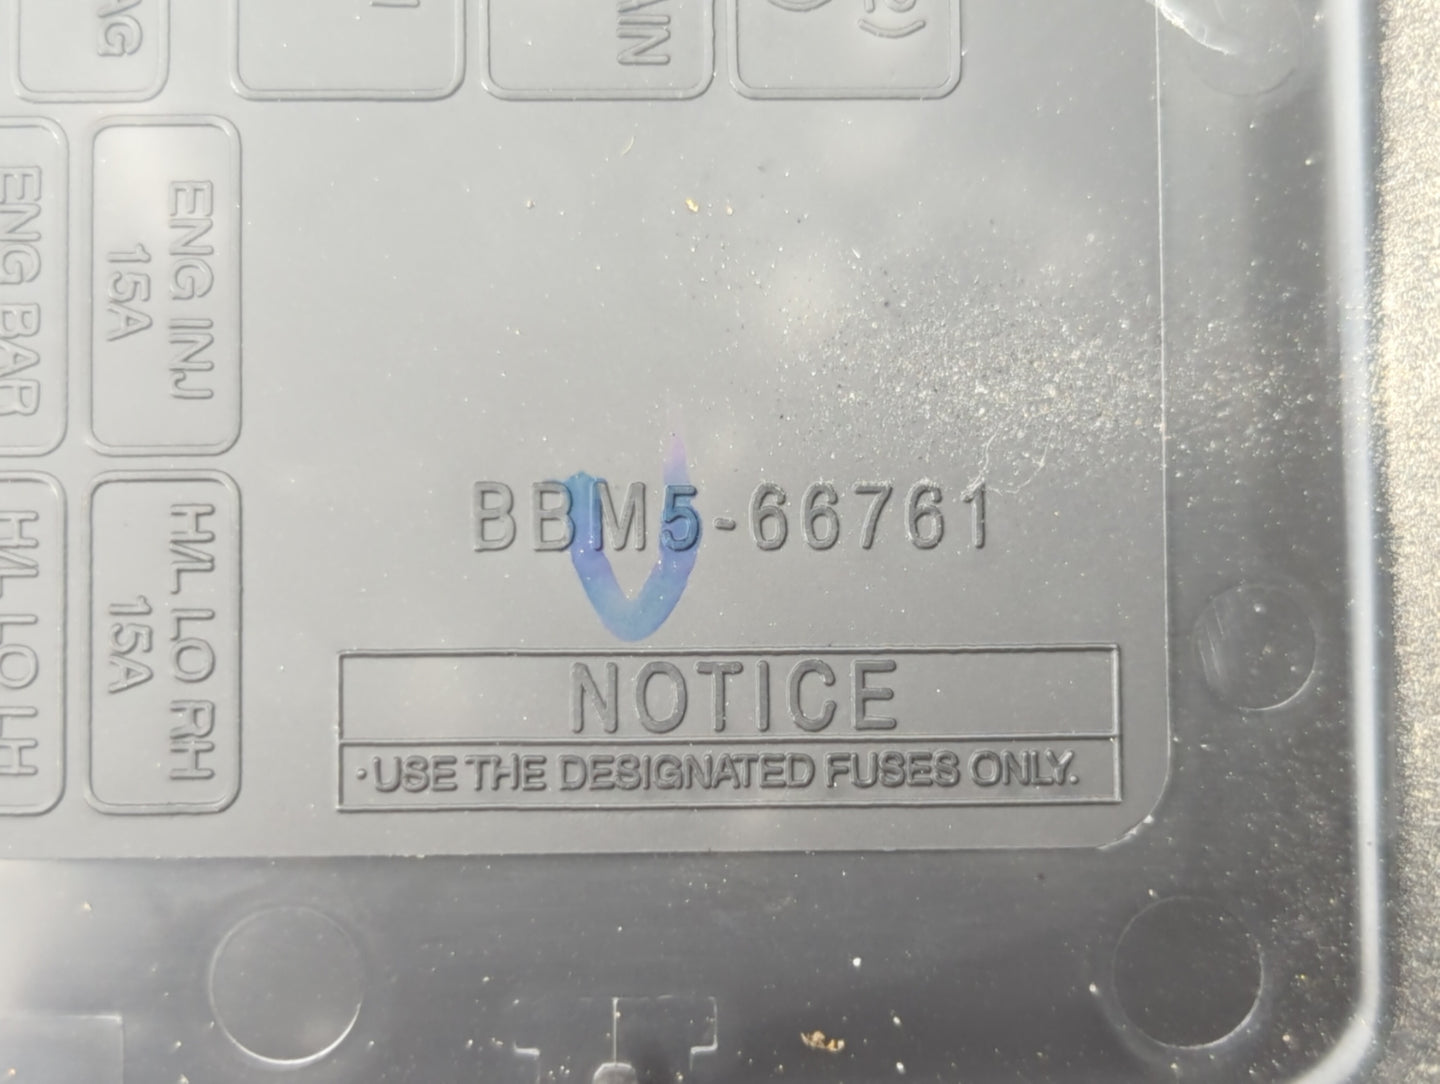 ENG BAR
ENG INJ
15A
H/L LO LH
H/L LO RH
15A
BBM5-66761
NOTICE
·USE THE DESIGNATED FUSES ONLY.